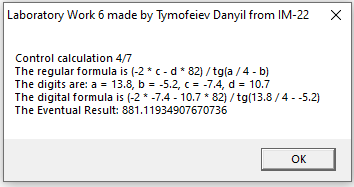 Laboratory Work 6 made by Tymofeiev Danyil from IM-22
Control calculation 4/7
The regular formula is (-2 * c - d * 82) / tg(a / 4 - b)
The digits are: a = 13.8, b = -5.2, c = -7.4, d = 10.7
The digital formula is (-2 * -7.4 - 10.7 * 82) / tg(13.8 / 4 - -5.2)
The Eventual Result: 881.11934907670736
OK